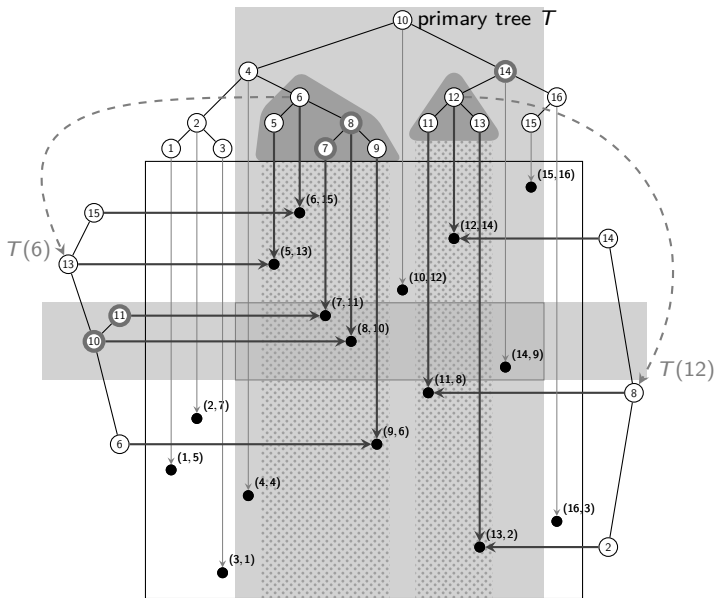 10 primary tree T
4 14
6 12 16
2 5 8 11 13 15
1 3 7 9
(15, 16)
15 (6, 15)
(12, 14) 14
T(6) 13 (5, 13)
(10, 12)
11 (7, 11)
10 (8, 10)
(14, 9)
T(12)
(11, 8) 8
(2, 7)
6 (9, 6)
(1, 5)
(4, 4)
(16, 3)
(13, 2) 2
(3, 1)